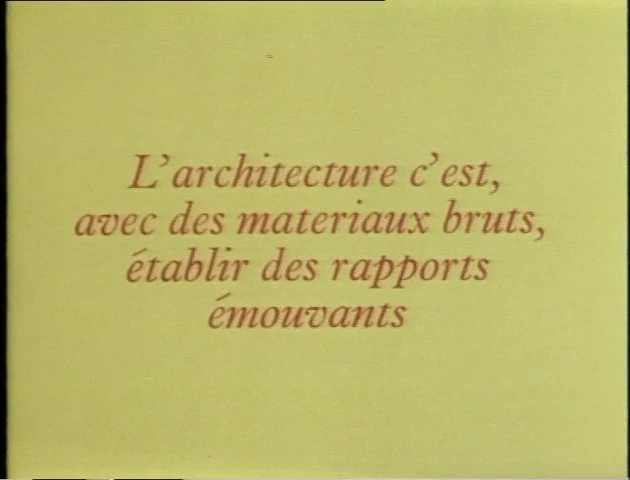 L'architecture c'est,
avec des materiaux bruts,
établir des rapports
émouvants